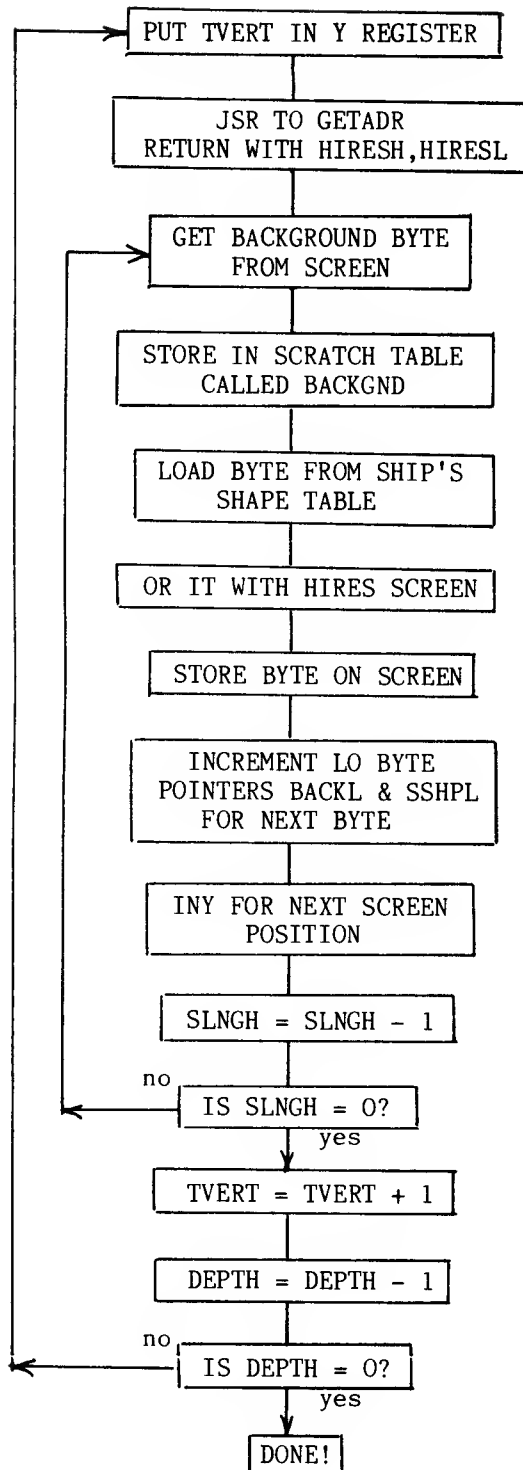 PUT TVERT IN Y REGISTER
JSR TO GETADR
RETURN WITH HIRESH,HIRESL
GET BACKGROUND BYTE
FROM SCREEN
STORE IN SCRATCH TABLE
CALLED BACKGND
LOAD BYTE FROM SHIP'S
SHAPE TABLE
OR IT WITH HIRES SCREEN
STORE BYTE ON SCREEN
INCREMENT LO BYTE
POINTERS BACKL & SSHPL
FOR NEXT BYTE
INY FOR NEXT SCREEN
POSITION
SLNGH = SLNGH - 1
no
IS SLNGH = 0?
yes
TVERT = TVERT + 1
DEPTH = DEPTH - 1
no
IS DEPTH = 0?
yes
DONE!